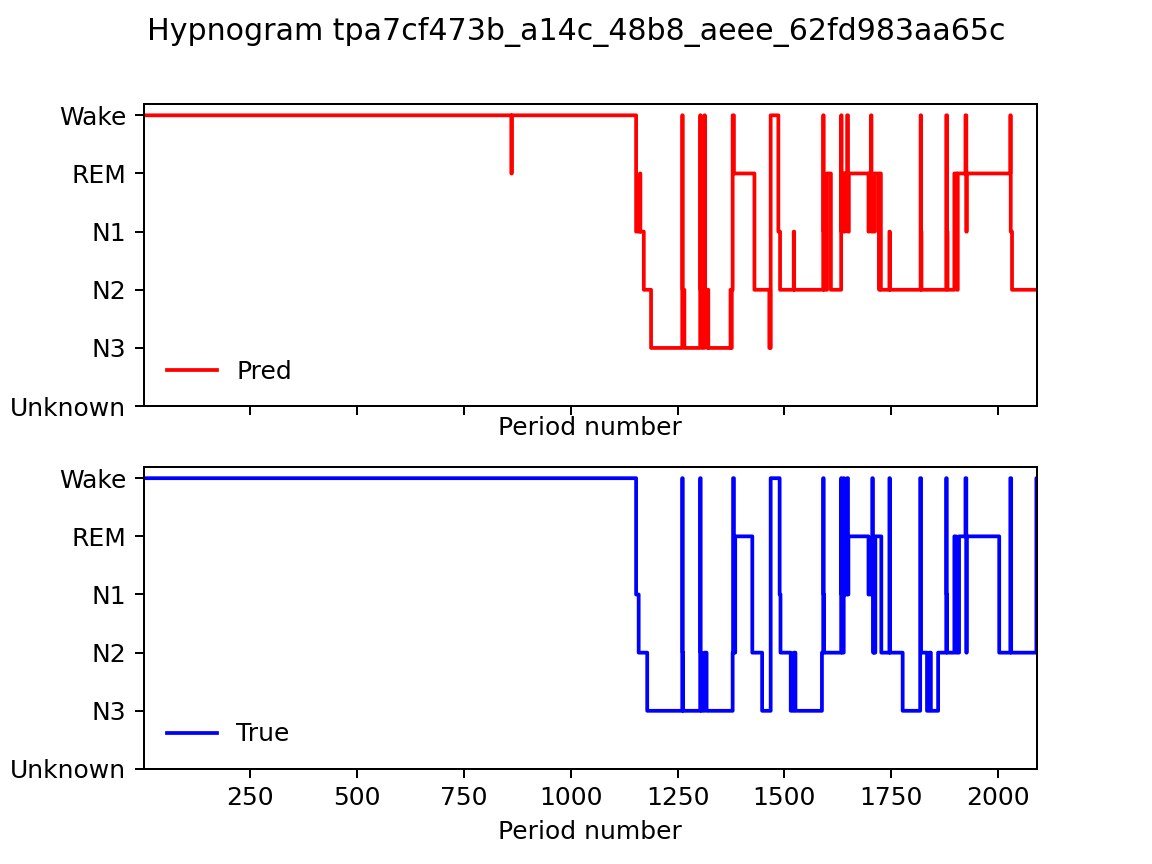 Hypnogram tpa7cf473b_a14c_48b8_aeee_62fd983aa65c
Wake
REM
N1
N2
N3
Unknown
Pred
Period number
Wake
REM
N1
N2
N3
Unknown
True
250 500 750 1000 1250 1500 1750 2000
Period number